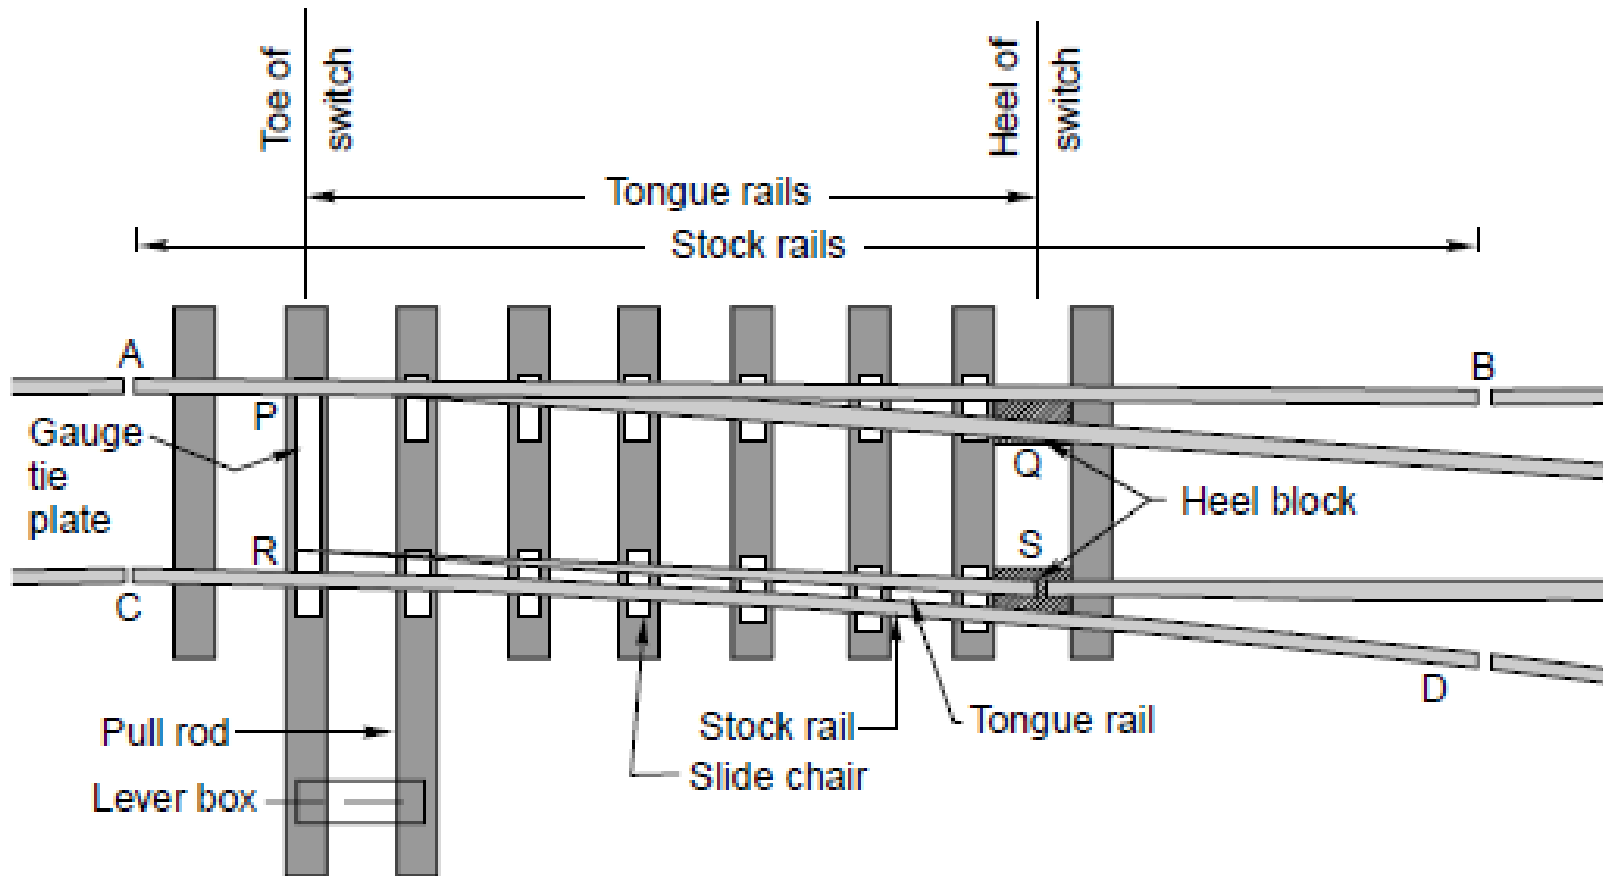 Toe of
switch
Heel of
switch
Tongue rails
Stock rails
A
B
P
Gauge
tie
plate
Q
Heel block
R
S
C
D
Pull rod
Stock rail
Tongue rail
Slide chair
Lever box